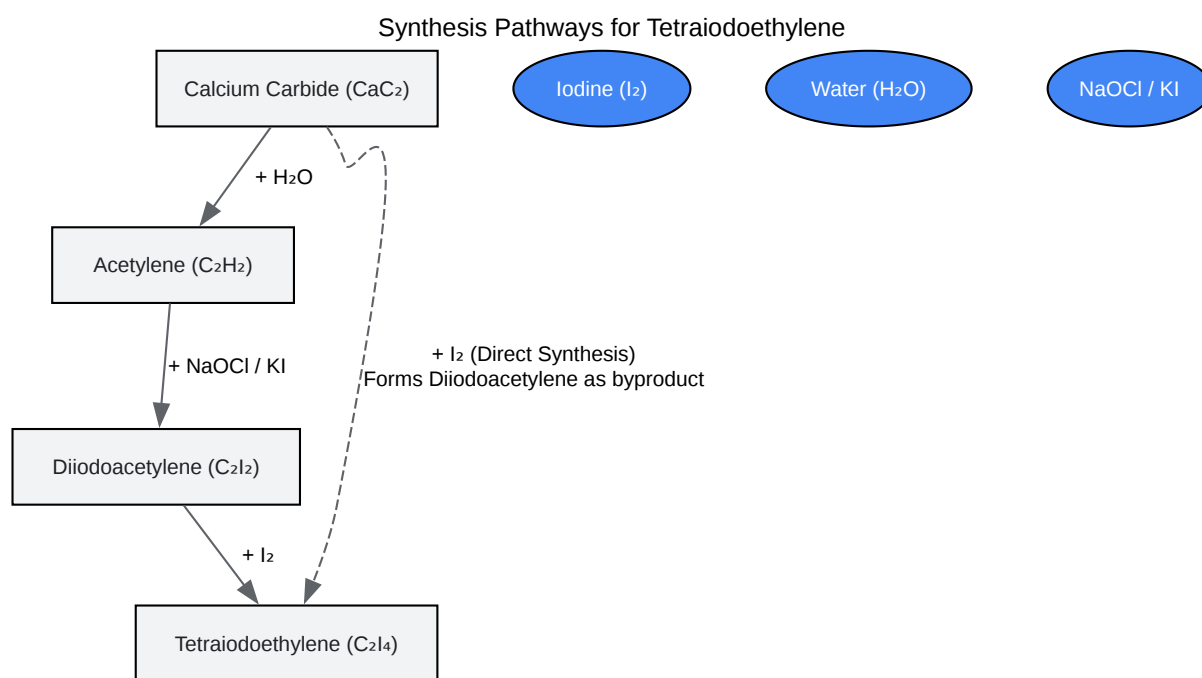 Synthesis Pathways for Tetraiodoethylene
Calcium Carbide (CaC₂)
Iodine (I₂)
Water (H₂O)
NaOCl / KI
+ H₂O
Acetylene (C₂H₂)
+ NaOCl / KI
+ I₂ (Direct Synthesis)
Forms Diiodoacetylene as byproduct
Diiodoacetylene (C₂I₂)
+ I₂
Tetraiodoethylene (C₂I₄)